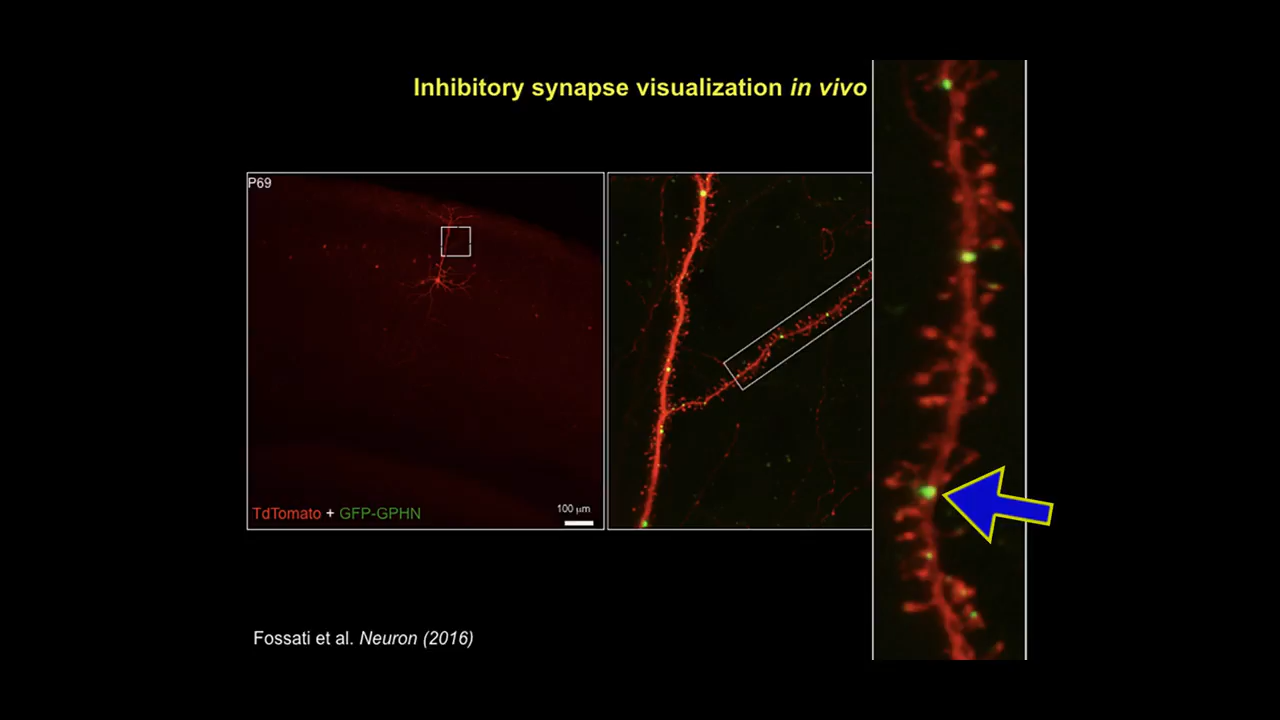 Inhibitory synapse visualization in vivo
P69
TdTomato + GFP-GPHN
100 μm
Fossati et al. Neuron (2016)